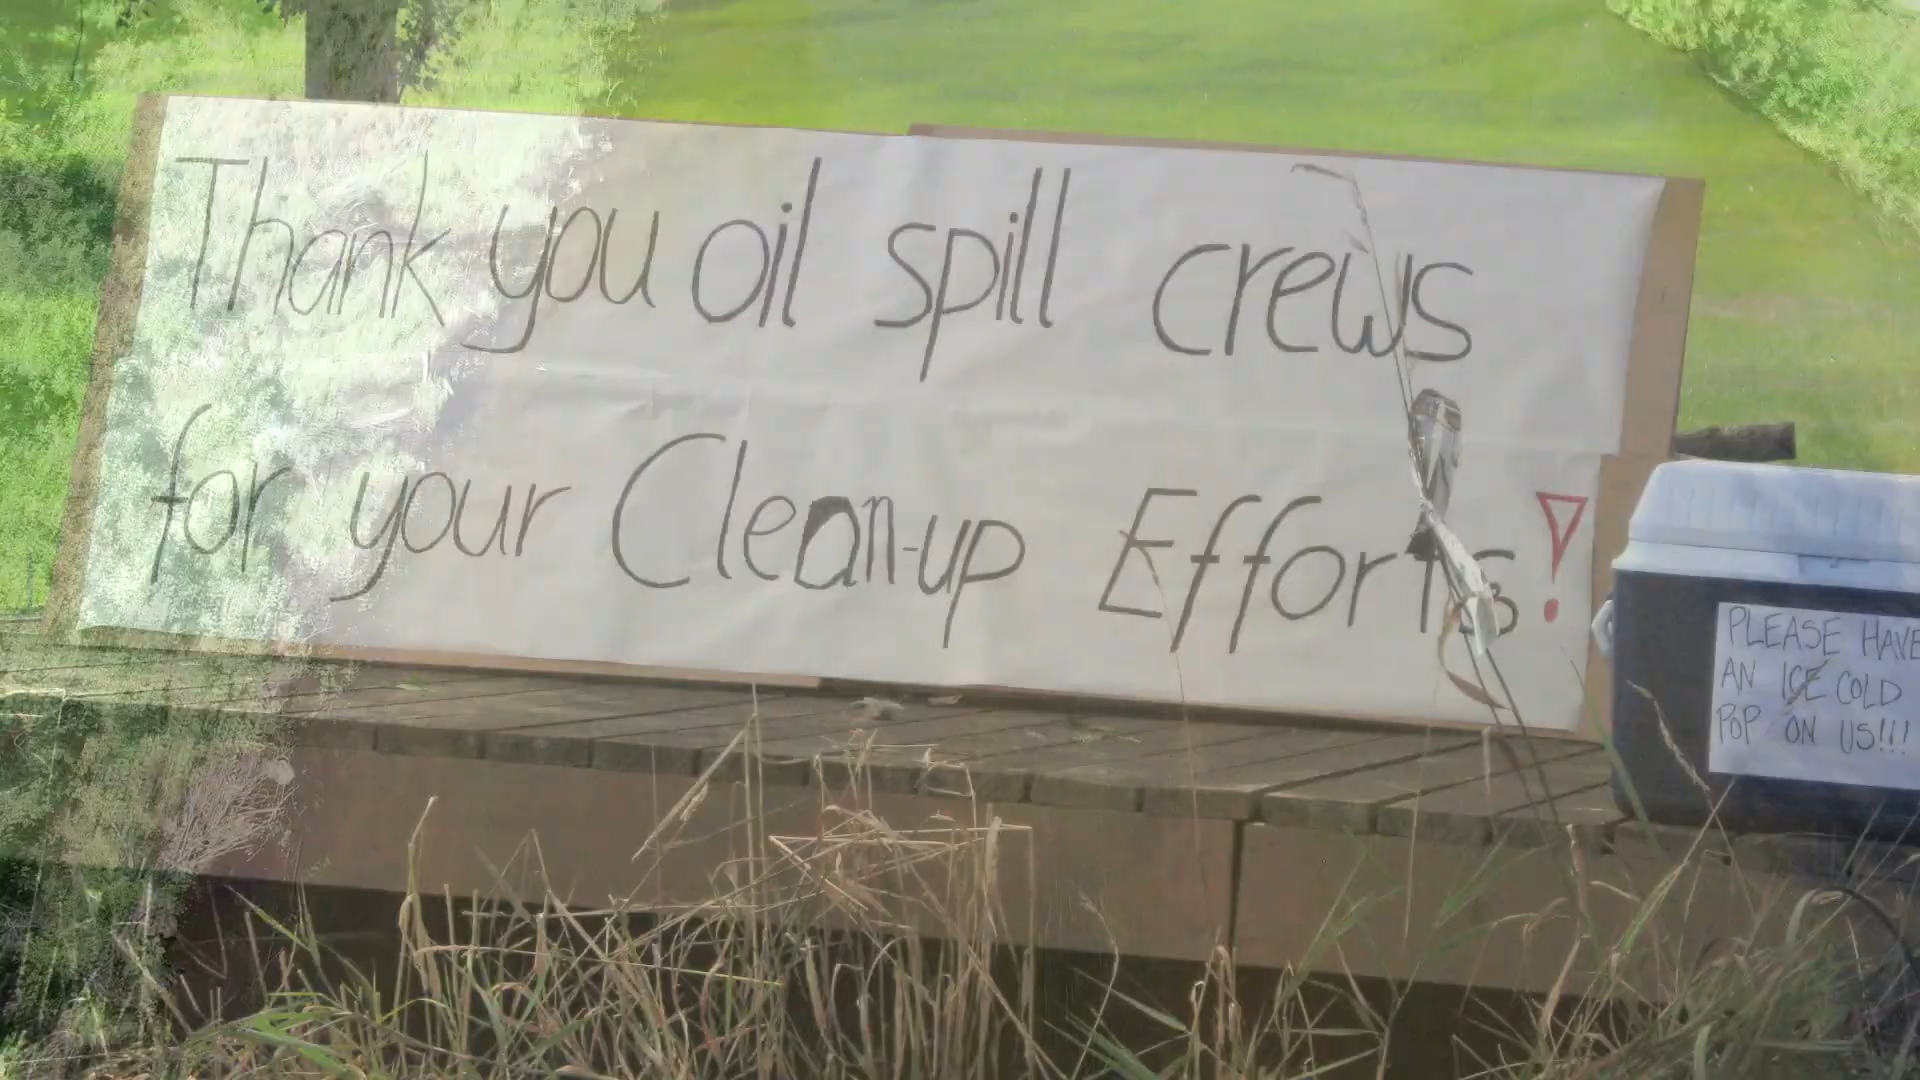 Thank you oil spill crews
for your Clean-up Efforts!
PLEASE HAVE
AN ICE COLD
POP ON US!!!